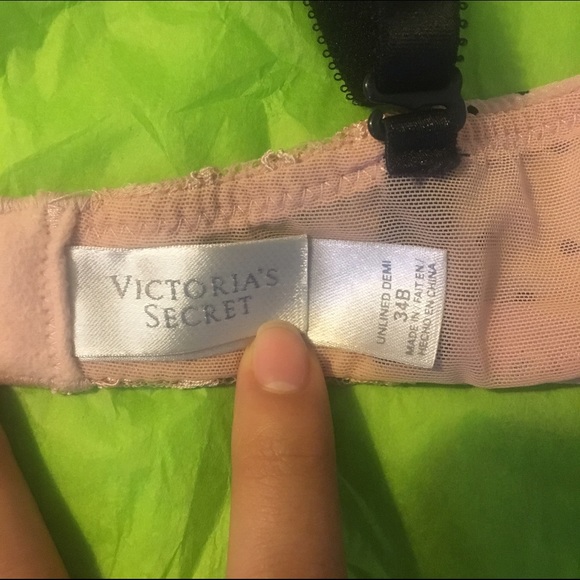 VICTORIA'S
SECRET
UNLINED DEMI
34B
MADE IN / FAIT EN /
HECHO EN CHINA